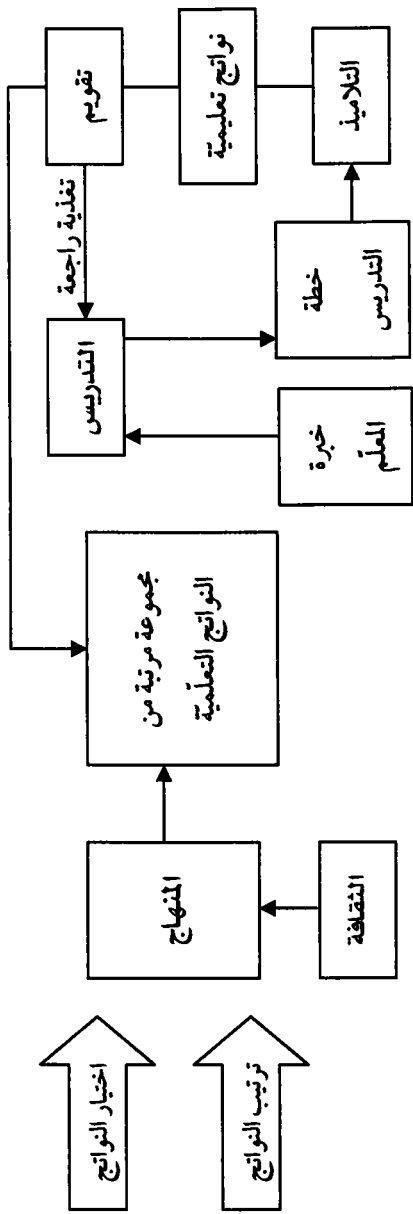 اختيار النواتج
ترتيب النواتج
المنهاج
الثقافة
مجموعة مرتبة من
النواتج التعلّمية
التدريس
تغذية راجعة
تقويم
نواتج تعليميّة
التلاميذ
خطة
التدريس
خبرة
المعلّم